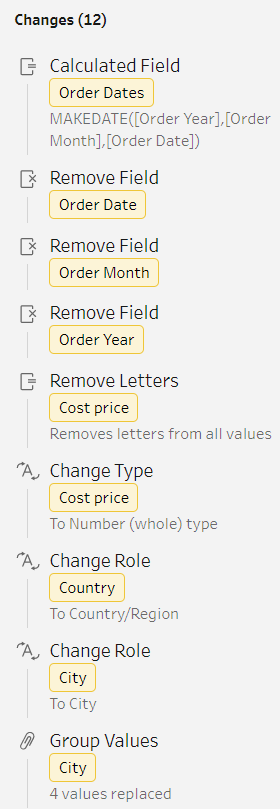 Changes (12)
Calculated Field
Order Dates
MAKEDATE([Order Year],[Order
Month],[Order Date])
Remove Field
Order Date
Remove Field
Order Month
Remove Field
Order Year
Remove Letters
Cost price
Removes letters from all values
Change Type
Cost price
To Number (whole) type
Change Role
Country
To Country/Region
Change Role
City
To City
Group Values
City
4 values replaced